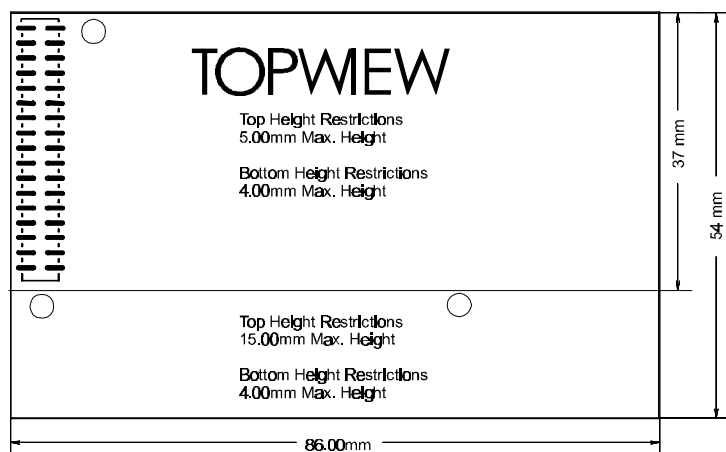 TOPVIEW
Top Height Restrictions
5.00mm Max. Height
Bottom Height Restrictions
4.00mm Max. Height
37 mm
54 mm
Top Height Restrictions
15.00mm Max. Height
Bottom Height Restrictions
4.00mm Max. Height
86.00mm